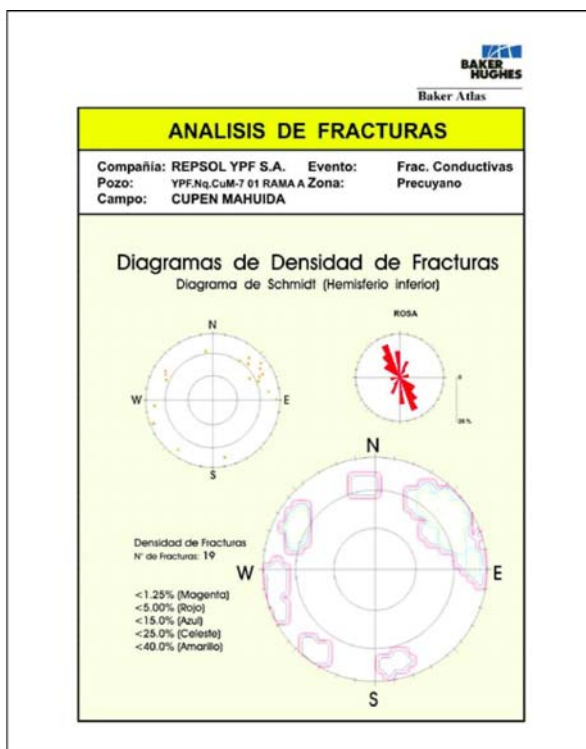 BAKER
HUGHES
Baker Atlas
ANALISIS DE FRACTURAS
Compañía: REPSOL YPF S.A. Evento: Frac. Conductivas
Pozo: YPF.Nq.CuM-7 01 RAMA A Zona: Precuyano
Campo: CUPEN MAHUIDA
Diagramas de Densidad de Fracturas
Diagrama de Schmidt (Hemisferio inferior)
ROSA
N
W E
S
N
W E
S
Densidad de Fracturas
N° de Fracturas: 19
<1.25% (Magenta)
<5.00% (Rojo)
<15.0% (Azul)
<25.0% (Celeste)
<40.0% (Amarillo)